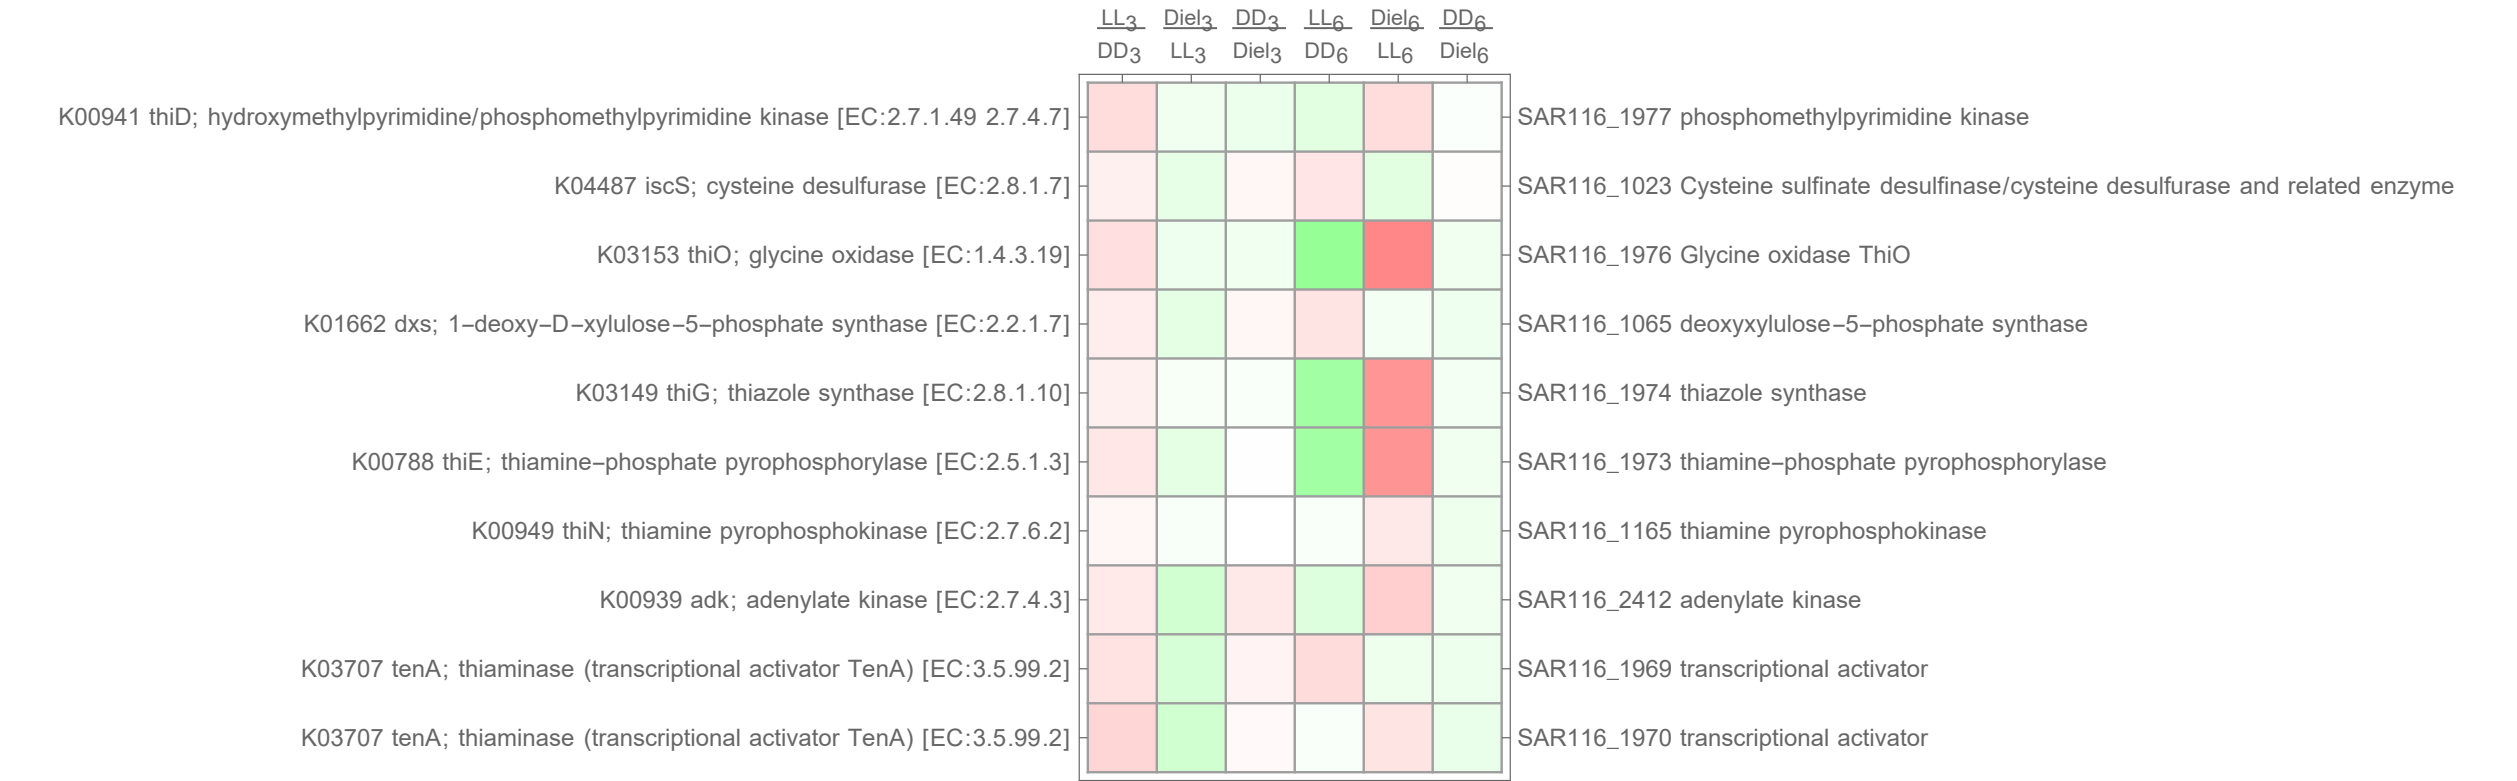 LL3 Diel3 DD3 LL6 Diel6 DD6
DD3 LL3 Diel3 DD6 LL6 Diel6
K00941 thiD; hydroxymethylpyrimidine/phosphomethylpyrimidine kinase [EC:2.7.1.49 2.7.4.7] SAR116_1977 phosphomethylpyrimidine kinase
K04487 iscS; cysteine desulfurase [EC:2.8.1.7] SAR116_1023 Cysteine sulfinate desulfinase/cysteine desulfurase and related enzyme
K03153 thiO; glycine oxidase [EC:1.4.3.19] SAR116_1976 Glycine oxidase ThiO
K01662 dxs; 1-deoxy-D-xylulose-5-phosphate synthase [EC:2.2.1.7] SAR116_1065 deoxyxylulose-5-phosphate synthase
K03149 thiG; thiazole synthase [EC:2.8.1.10] SAR116_1974 thiazole synthase
K00788 thiE; thiamine-phosphate pyrophosphorylase [EC:2.5.1.3] SAR116_1973 thiamine-phosphate pyrophosphorylase
K00949 thiN; thiamine pyrophosphokinase [EC:2.7.6.2] SAR116_1165 thiamine pyrophosphokinase
K00939 adk; adenylate kinase [EC:2.7.4.3] SAR116_2412 adenylate kinase
K03707 tenA; thiaminase (transcriptional activator TenA) [EC:3.5.99.2] SAR116_1969 transcriptional activator
K03707 tenA; thiaminase (transcriptional activator TenA) [EC:3.5.99.2] SAR116_1970 transcriptional activator